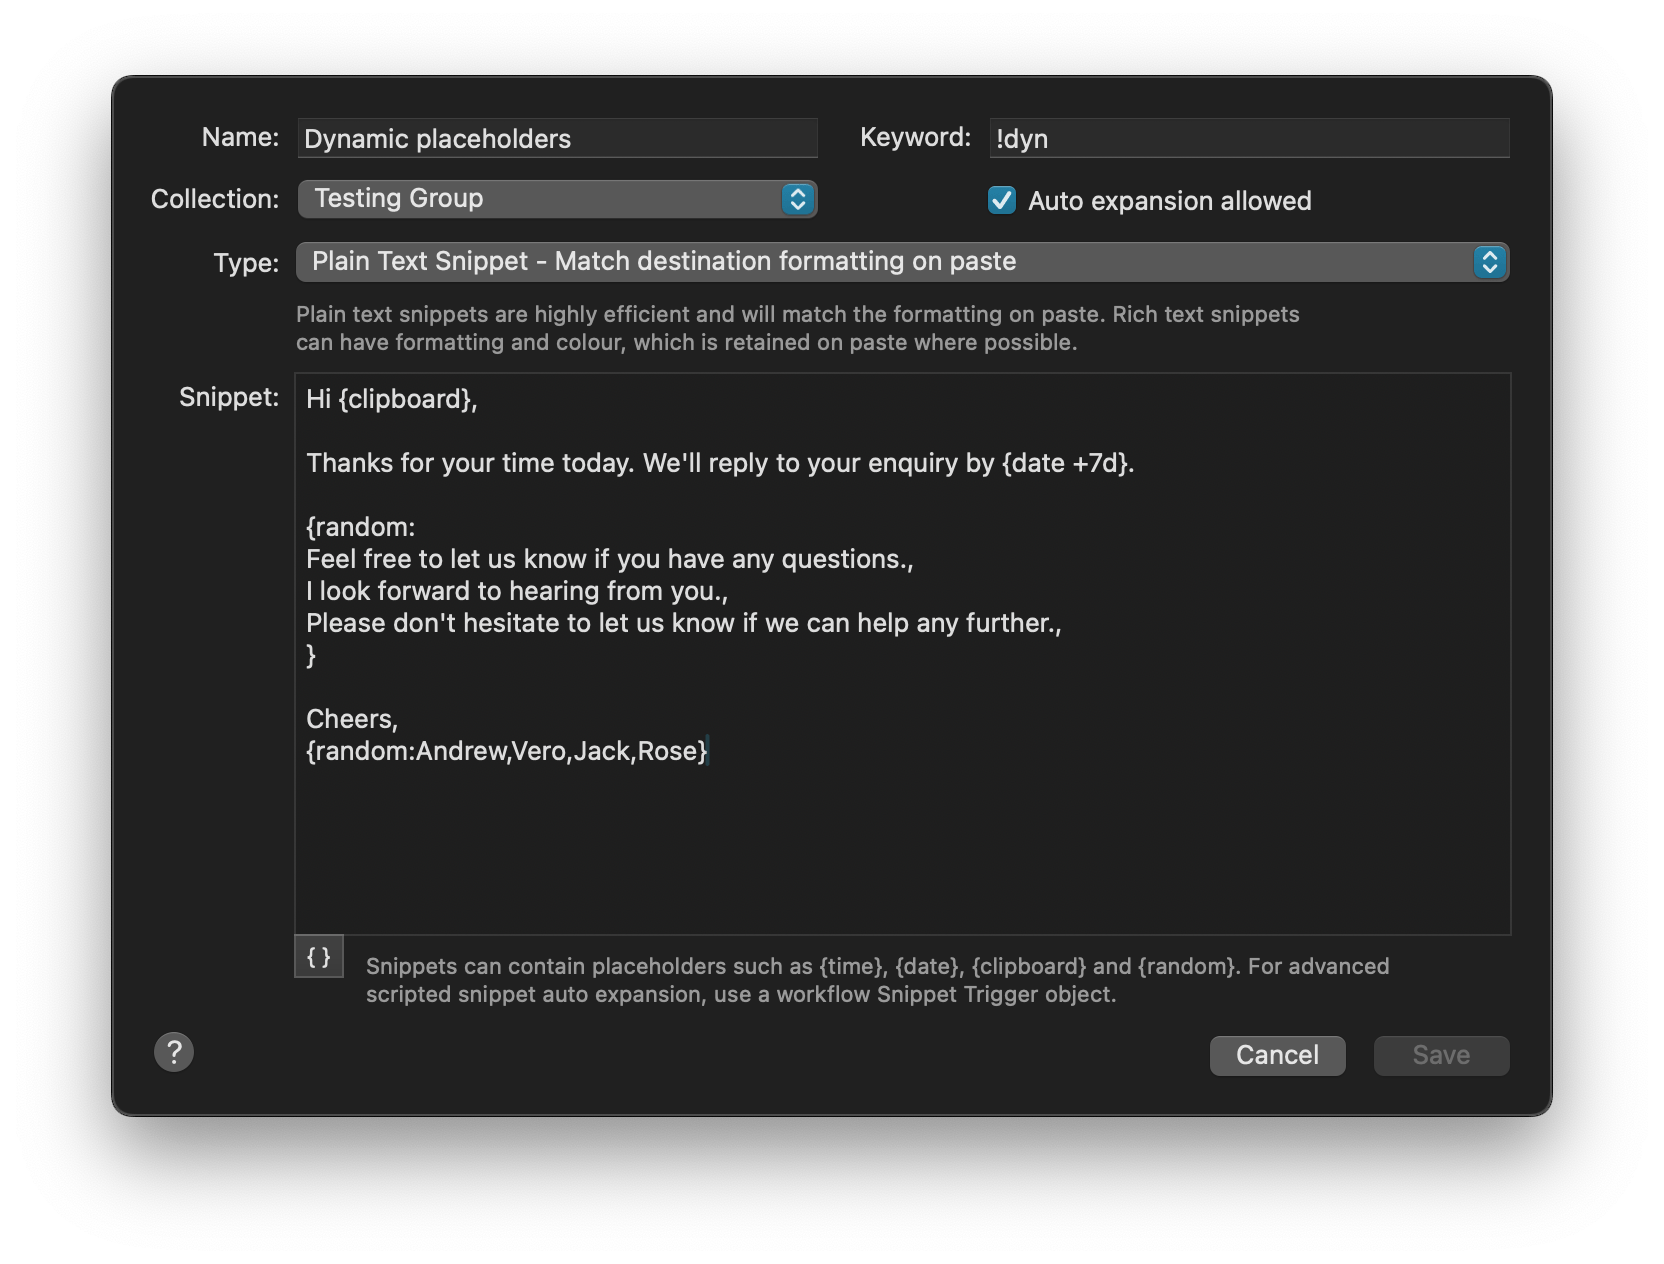 Name: Dynamic placeholders Keyword: !dyn
Collection: Testing Group Auto expansion allowed
Type: Plain Text Snippet - Match destination formatting on paste
Plain text snippets are highly efficient and will match the formatting on paste. Rich text snippets
can have formatting and colour, which is retained on paste where possible.
Snippet: Hi {clipboard},
Thanks for your time today. We'll reply to your enquiry by {date +7d}.
{random:
Feel free to let us know if you have any questions.,
I look forward to hearing from you.,
Please don't hesitate to let us know if we can help any further.,
}
Cheers,
{random:Andrew,Vero,Jack,Rose}
{ } Snippets can contain placeholders such as {time}, {date}, {clipboard} and {random}. For advanced
scripted snippet auto expansion, use a workflow Snippet Trigger object.
? Cancel Save